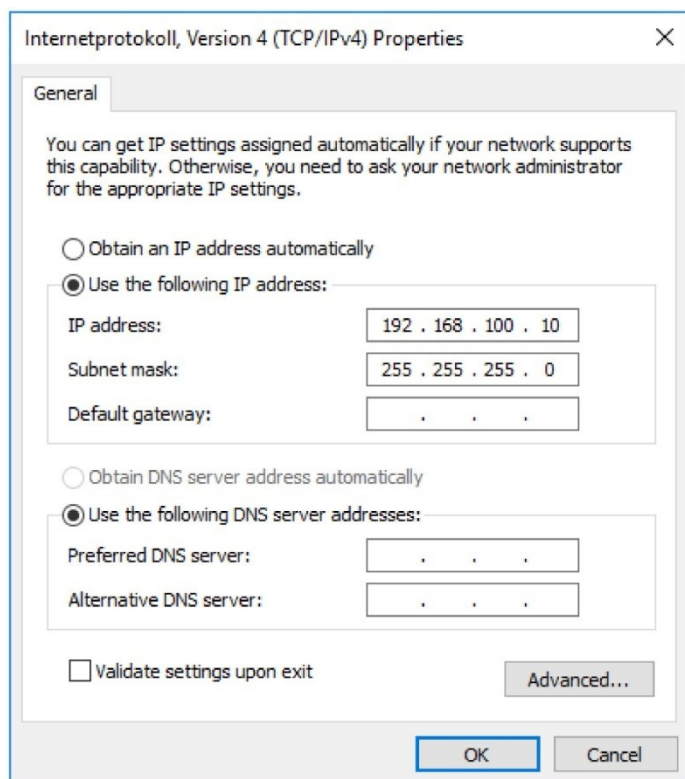 Internetprotokoll, Version 4 (TCP/IPv4) Properties
General
You can get IP settings assigned automatically if your network supports
this capability. Otherwise, you need to ask your network administrator
for the appropriate IP settings.
Obtain an IP address automatically
Use the following IP address:
IP address: 192 . 168 . 100 . 10
Subnet mask: 255 . 255 . 255 . 0
Default gateway: . . .
Obtain DNS server address automatically
Use the following DNS server addresses:
Preferred DNS server: . . .
Alternative DNS server: . . .
Validate settings upon exit
Advanced...
OK Cancel